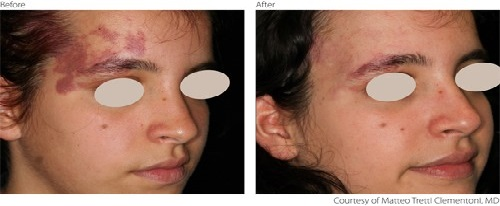 Before
After
Courtesy of Matteo Tretti Clementoni, MD